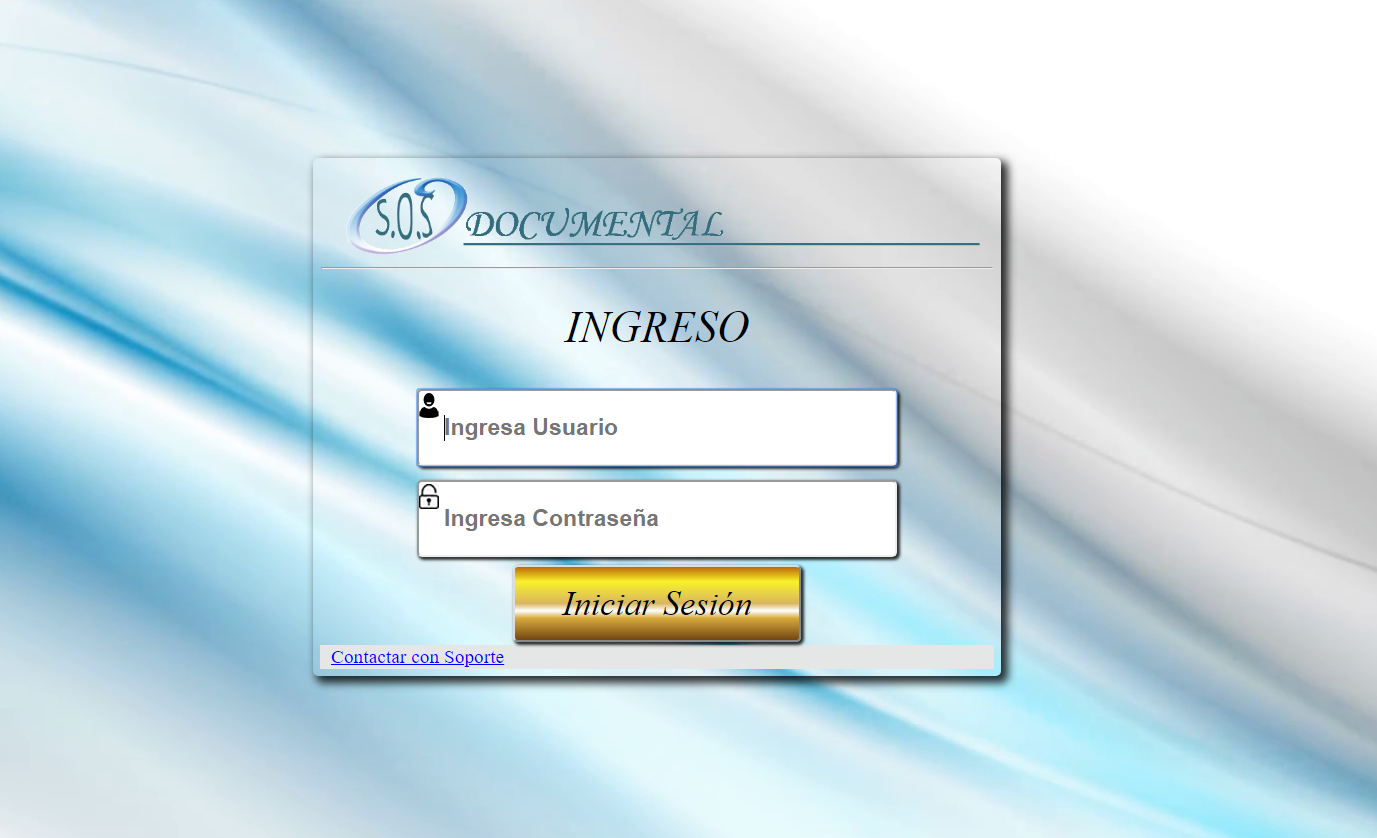 S.O.S DOCUMENTAL
INGRESO
Ingresa Usuario
Ingresa Contraseña
Iniciar Sesión
Contactar con Soporte